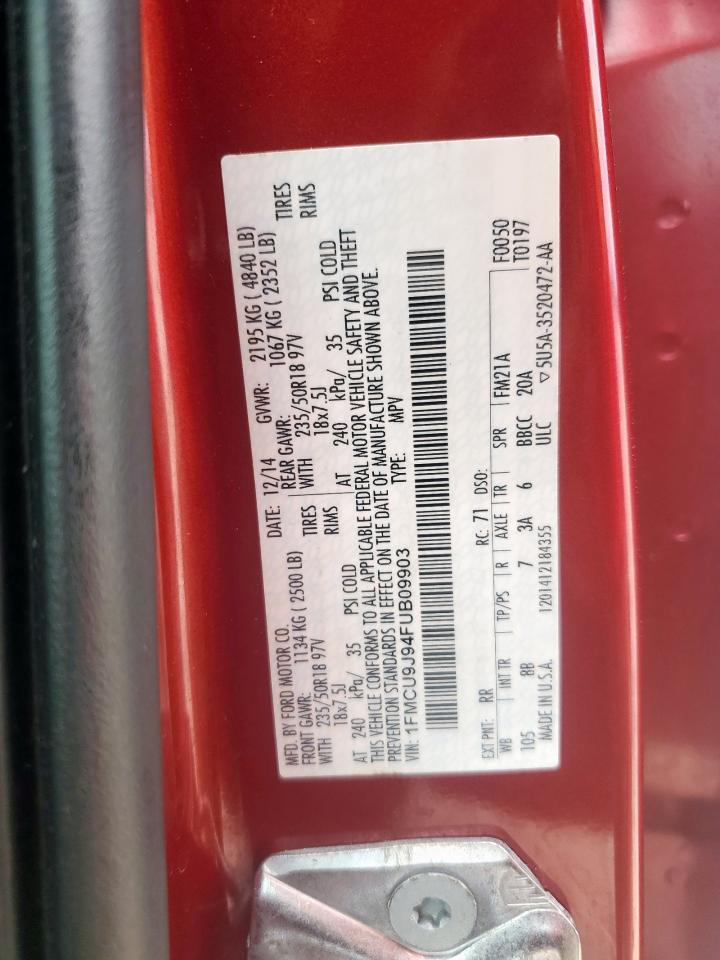 MFD. BY FORD MOTOR CO. DATE: 12/14 GVWR: 2195 KG ( 4840 LB)
FRONT GAWR: 1134 KG ( 2500 LB) REAR GAWR: 1067 KG ( 2352 LB)
WITH 235/50R18 97V TIRES WITH 235/50R18 97V TIRES
18x7.5J RIMS 18x7.5J RIMS
AT 240 kPa/ 35 PSI COLD AT 240 kPa/ 35 PSI COLD
THIS VEHICLE CONFORMS TO ALL APPLICABLE FEDERAL MOTOR VEHICLE SAFETY AND THEFT
PREVENTION STANDARDS IN EFFECT ON THE DATE OF MANUFACTURE SHOWN ABOVE.
VIN: 1FMCU9J94FUB09903 TYPE: MPV
EXT PNT: RR RC: 71 DSO: F0050
WB INT TR TP/PS R AXLE TR SPR FM21A T0197
105 8B 7 3A 6 BBCC 20A
MADE IN U.S.A. 1201412184355 ULC ▽5U5A-3520472-AA